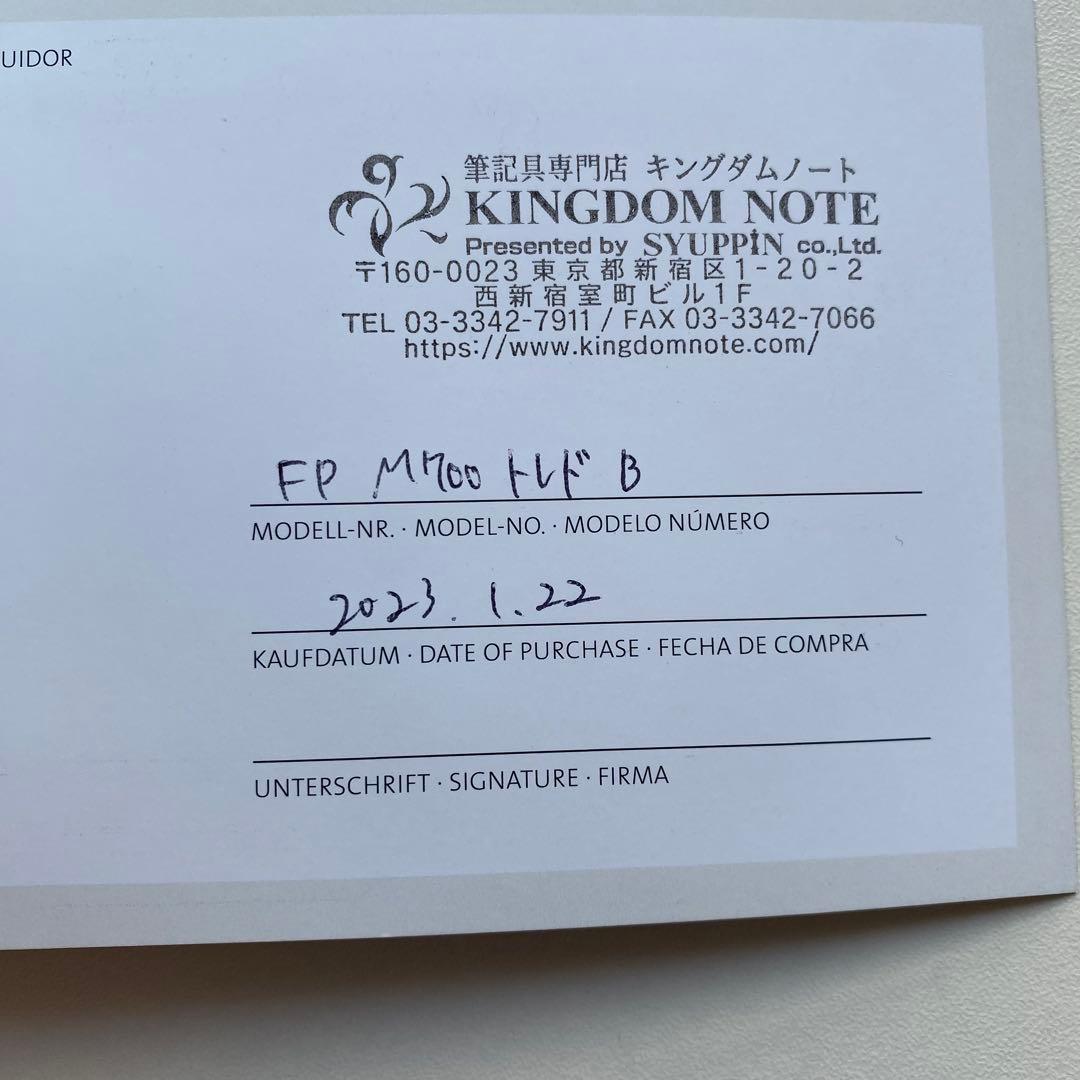 UIDOR
筆記具専門店 キングダムノート
KINGDOM NOTE
Presented by SYUPPIN co.,Ltd.
〒160-0023 東京都新宿区1-20-2
西新宿室町ビル1F
TEL 03-3342-7911 / FAX 03-3342-7066
https://www.kingdomnote.com/
FP M700 トレド B
MODELL-NR. · MODEL-NO. · MODELO NÚMERO
2023. 1. 22
KAUFDATUM · DATE OF PURCHASE · FECHA DE COMPRA
UNTERSCHRIFT · SIGNATURE · FIRMA